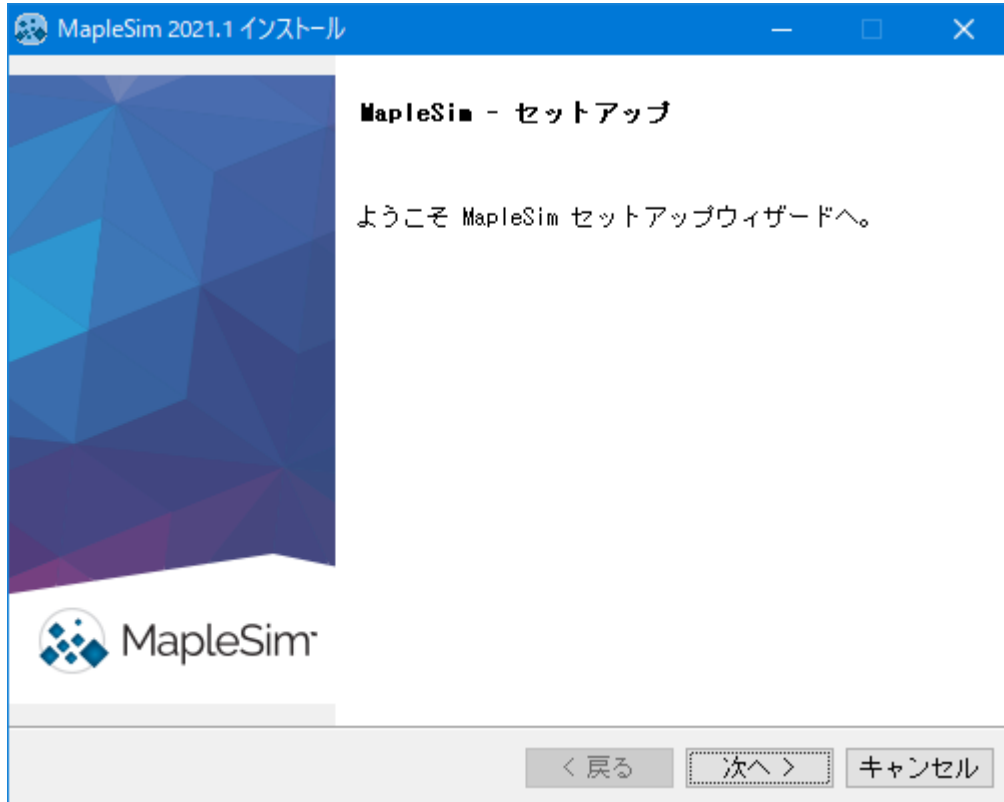 MapleSim 2021.1 インストール
MapleSim - セットアップ
ようこそ MapleSim セットアップウィザードへ。
MapleSim
< 戻る 次へ > キャンセル